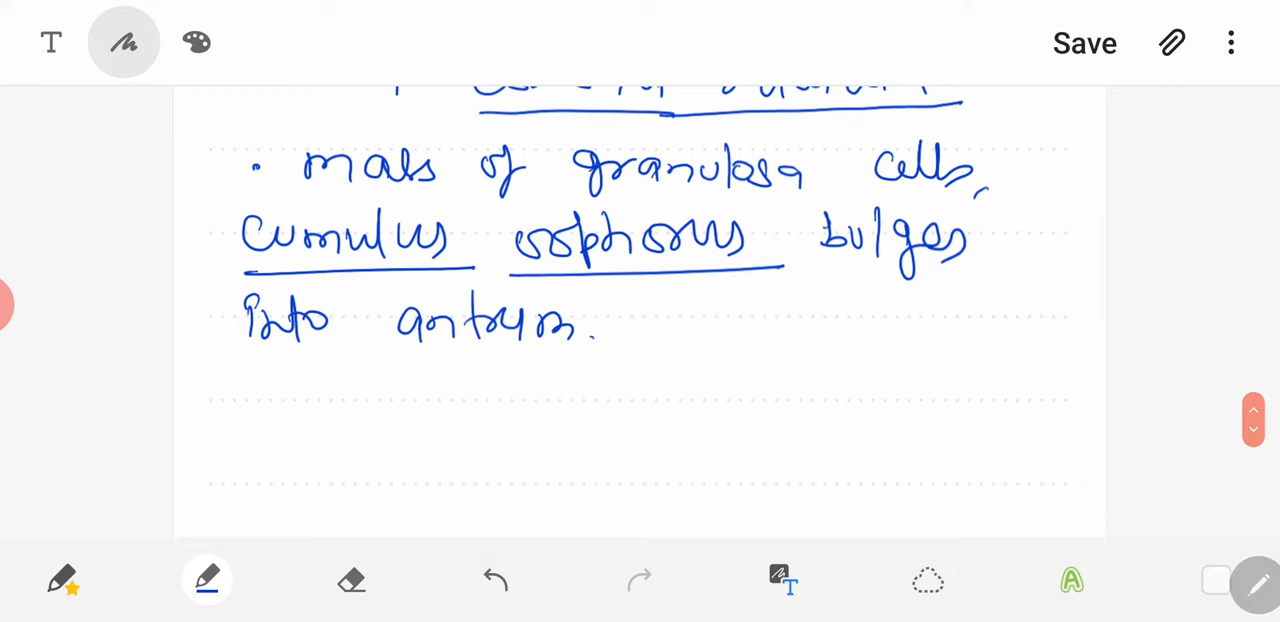 Save
• mass of granulosa cells,
cumulus oophorus bulges
into antrum.